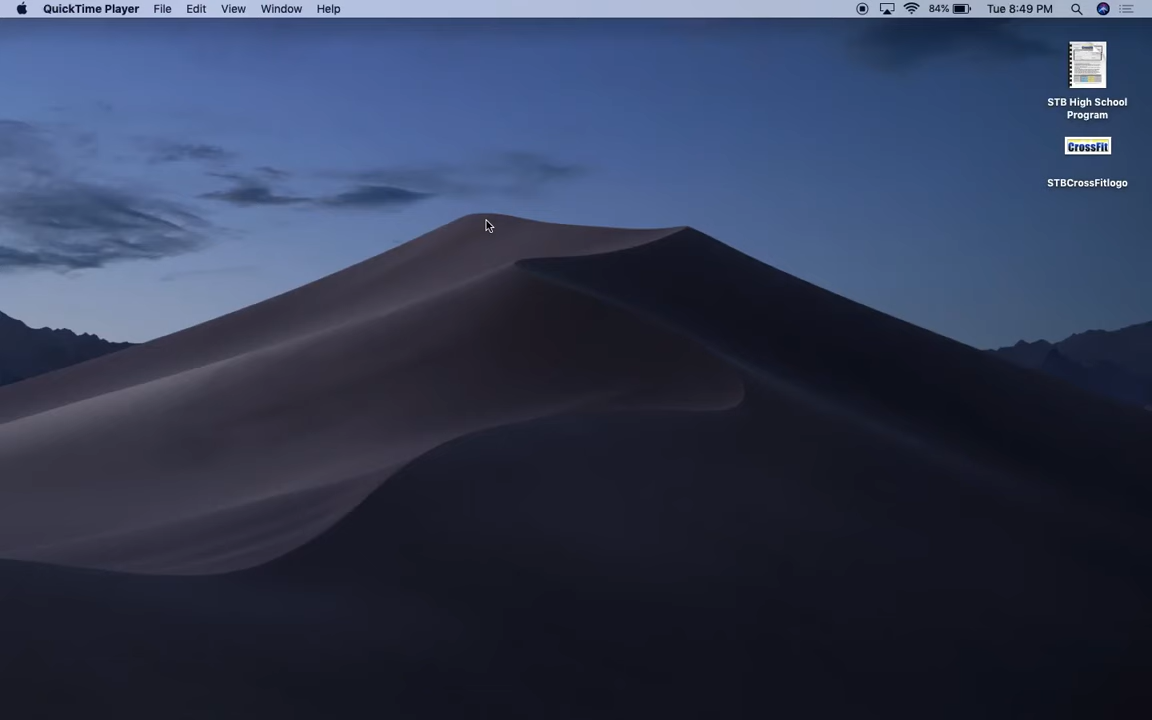 QuickTime Player File Edit View Window Help 84% Tue 8:49 PM
STB High School
Program
CrossFit
STBCrossFitlogo